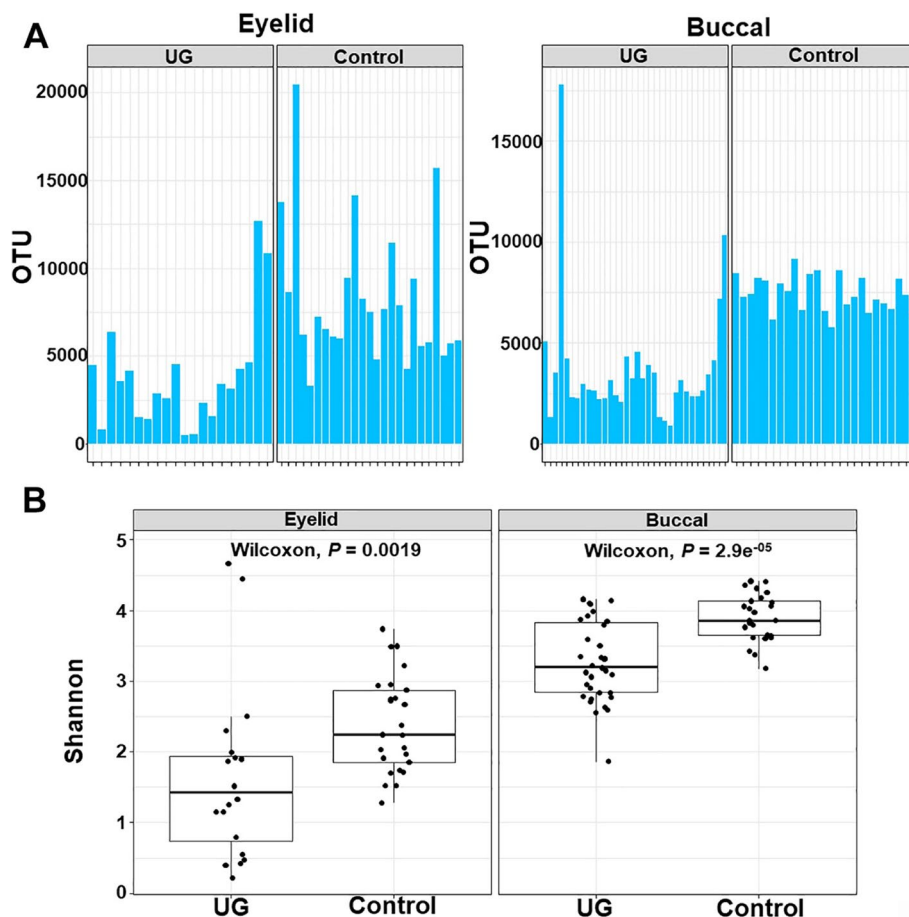 A
Eyelid
Buccal
UG
Control
UG
Control
20000
15000
10000
5000
0
OTU
15000
10000
5000
0
OTU
B
Eyelid
Buccal
Wilcoxon, P = 0.0019
Wilcoxon, P = 2.9e-05
5
4
3
2
1
0
Shannon
UG
Control
UG
Control